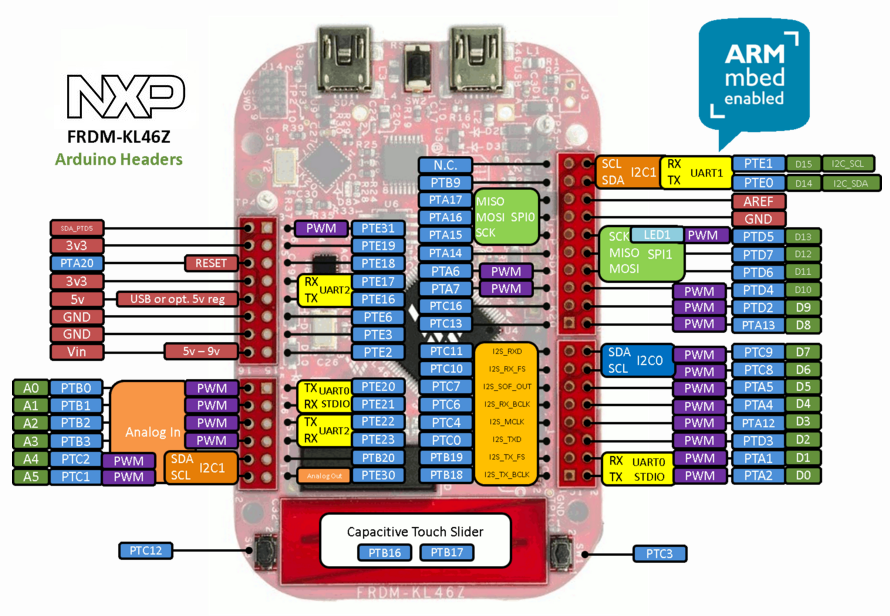 NXP
FRDM-KL46Z
Arduino Headers
ARM
mbed
enabled
N.C.
PTB9
PTA17 MISO
PTA16 MOSI SPI0
PTA15 SCK
PTA14
PTA6 PWM
PTA7 PWM
PTC16
PTC13
SCL I2C1 RX UART1 PTE1 D15 I2C_SCL
SDA TX PTE0 D14 I2C_SDA
AREF
GND
SCK LED1 PWM PTD5 D13
MISO SPI1 PTD7 D12
MOSI PTD6 D11
PWM PTD4 D10
PWM PTD2 D9
PWM PTA13 D8
SDA_PTD5
3v3
PTA20 RESET
3v3
5v USB or opt. 5v reg
GND
GND
Vin 5v – 9v
PWM PTE31
PTE19
PTE18
RX UART2 PTE17
TX PTE16
PTE6
PTE3
PTE2
PTC11 I2S_RXD
PTC10 I2S_RX_FS
PTC7 I2S_SOF_OUT
PTC6 I2S_RX_BCLK
PTC4 I2S_MCLK
PTC0 I2S_TXD
PTB19 I2S_TX_FS
PTB18 I2S_TX_BCLK
SDA I2C0 PWM PTC9 D7
SCL PWM PTC8 D6
PWM PTA5 D5
PWM PTA4 D4
PWM PTA12 D3
PWM PTD3 D2
RX UART0 PWM PTA1 D1
TX STDIO PWM PTA2 D0
A0 PTB0 PWM
A1 PTB1 PWM
A2 PTB2 Analog In PWM
A3 PTB3 PWM
A4 PTC2 PWM SDA I2C1
A5 PTC1 PWM SCL
TX UART0 PTE20
RX STDIO PTE21
TX UART2 PTE22
RX PTE23
PTB20
Analog Out PTE30
Capacitive Touch Slider
PTB16 PTB17
PTC12
PTC3
FRDM-KL46Z